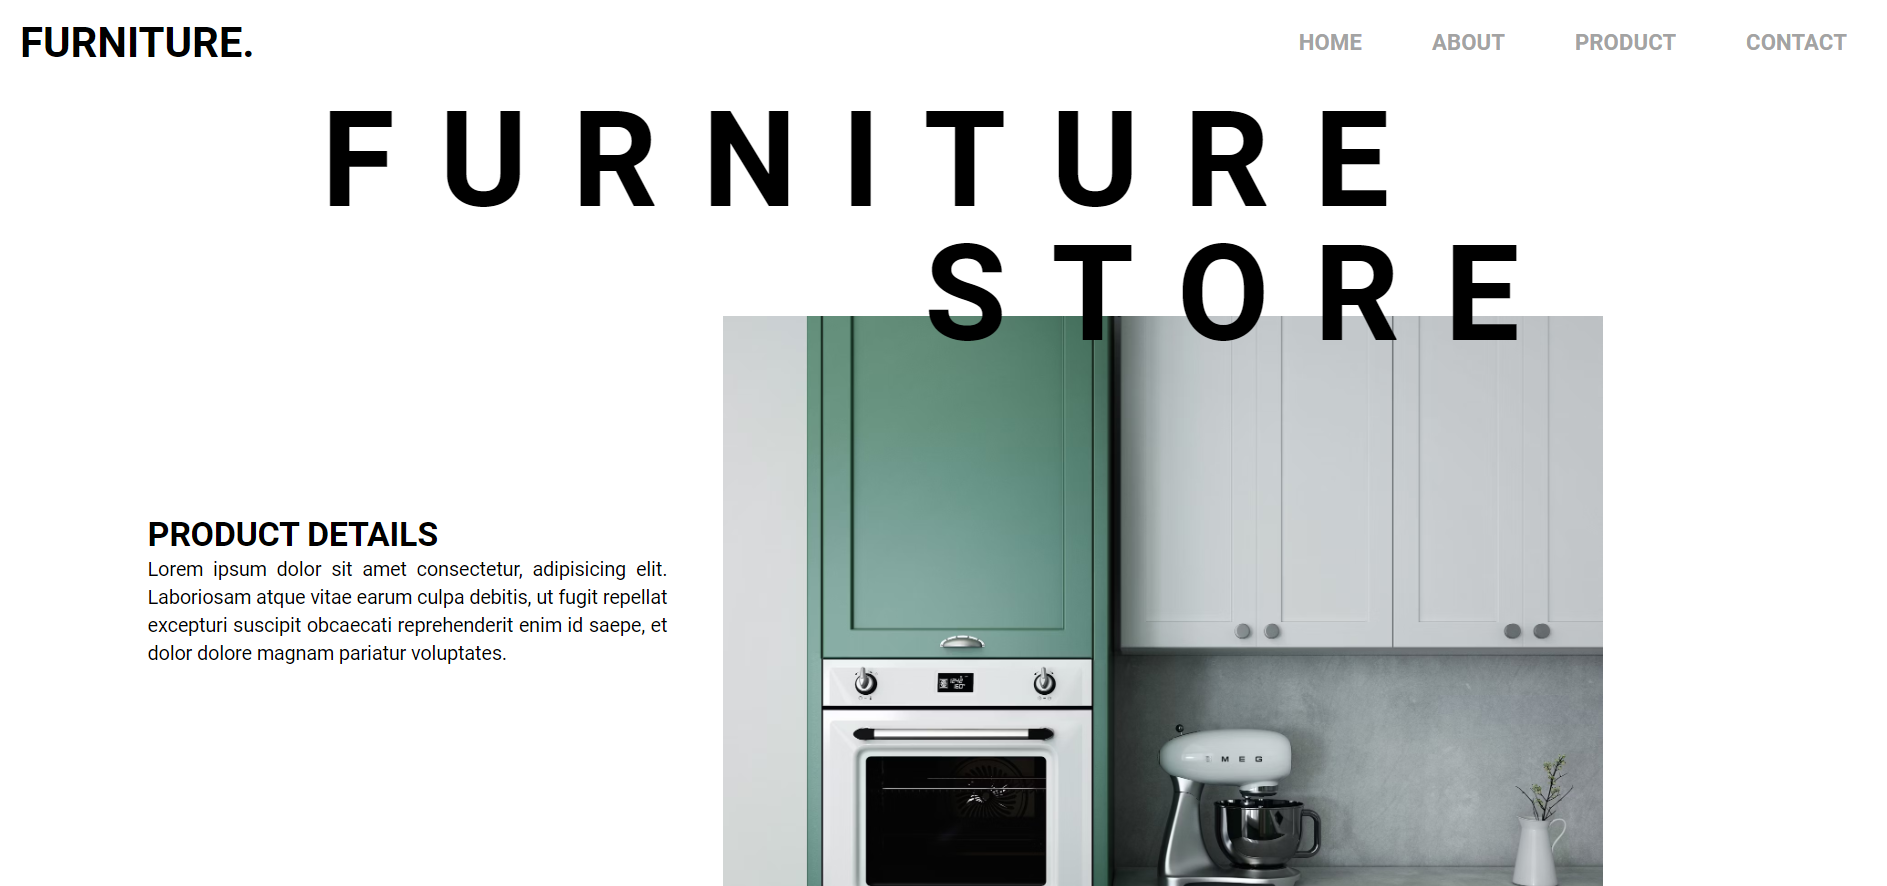 FURNITURE.
HOME ABOUT PRODUCT CONTACT
FURNITURE
STORE
PRODUCT DETAILS
Lorem ipsum dolor sit amet consectetur, adipisicing elit.
Laboriosam atque vitae earum culpa debitis, ut fugit repellat
excepturi suscipit obcaecati reprehenderit enim id saepe, et
dolor dolore magnam pariatur voluptates.
MEG